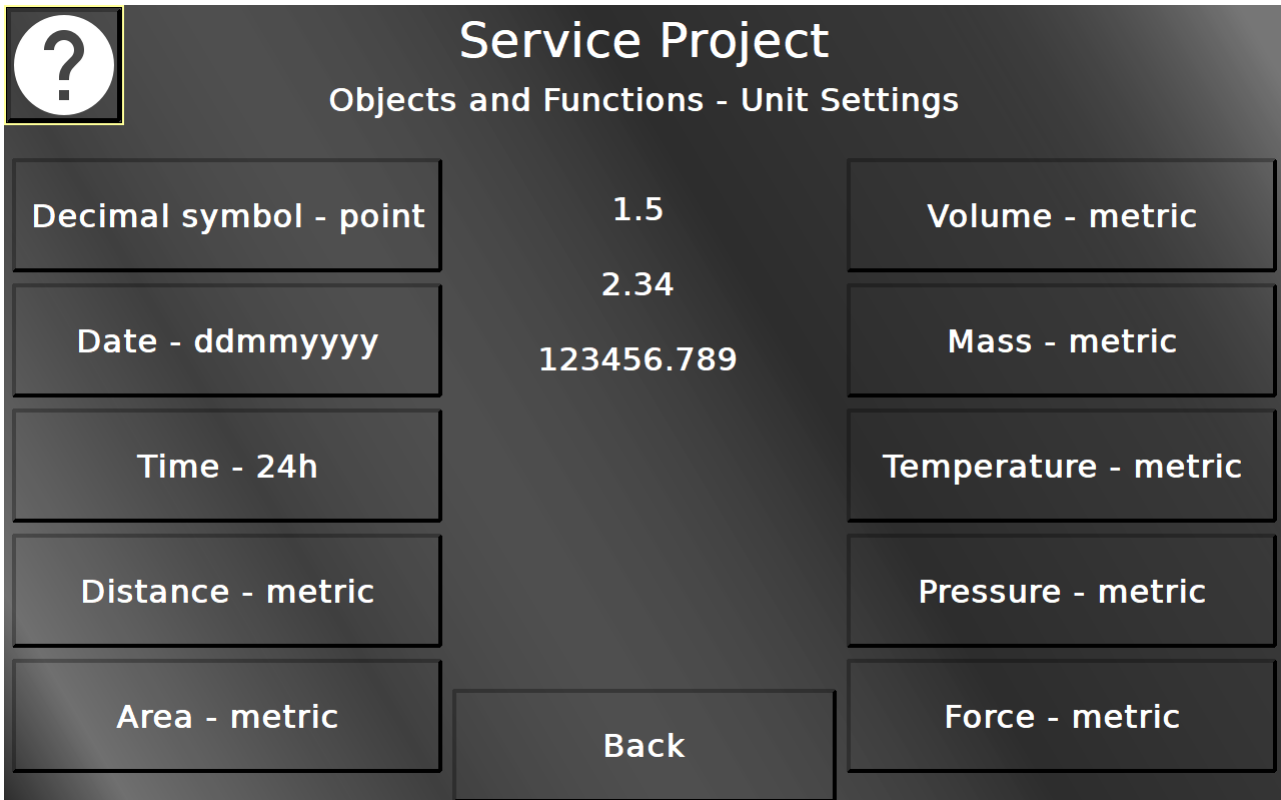 ?
Service Project
Objects and Functions - Unit Settings
Decimal symbol - point
Date - ddmmyyyy
Time - 24h
Distance - metric
Area - metric
1.5
2.34
123456.789
Back
Volume - metric
Mass - metric
Temperature - metric
Pressure - metric
Force - metric